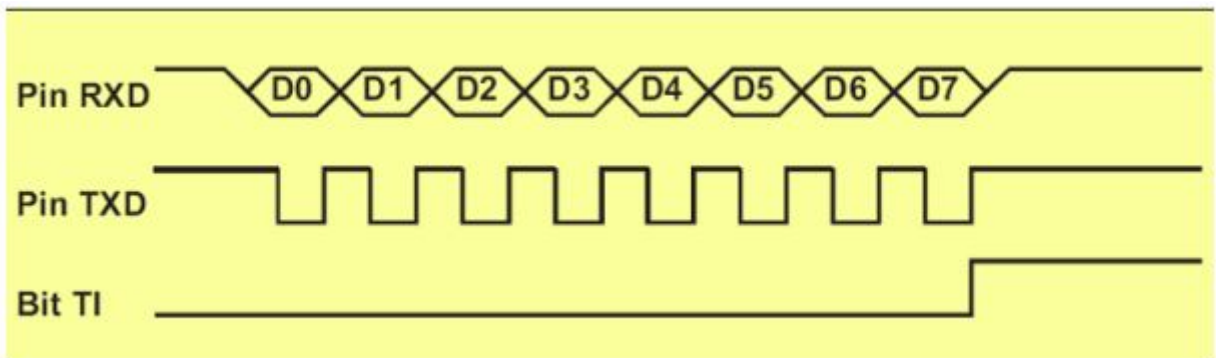 Pin RXD D0 D1 D2 D3 D4 D5 D6 D7
Pin TXD
Bit TI